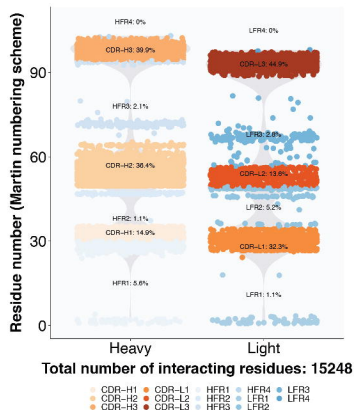 HFR4: 0%
LFR4: 0%
CDR-H3: 39.9%
CDR-L3: 44.9%
90
HFR3: 2.1%
LFR3: 2.8%
60
CDR-H2: 36.4%
CDR-L2: 13.6%
LFR2: 5.2%
HFR2: 1.1%
30
CDR-H1: 14.9%
CDR-L1: 32.3%
HFR1: 5.6%
LFR1: 1.1%
0
Residue number (Martin numbering scheme)
Heavy Light
Total number of interacting residues: 15248
CDR-H1 CDR-L1 HFR1 HFR4 LFR3
CDR-H2 CDR-L2 HFR2 LFR1 LFR4
CDR-H3 CDR-L3 HFR3 LFR2